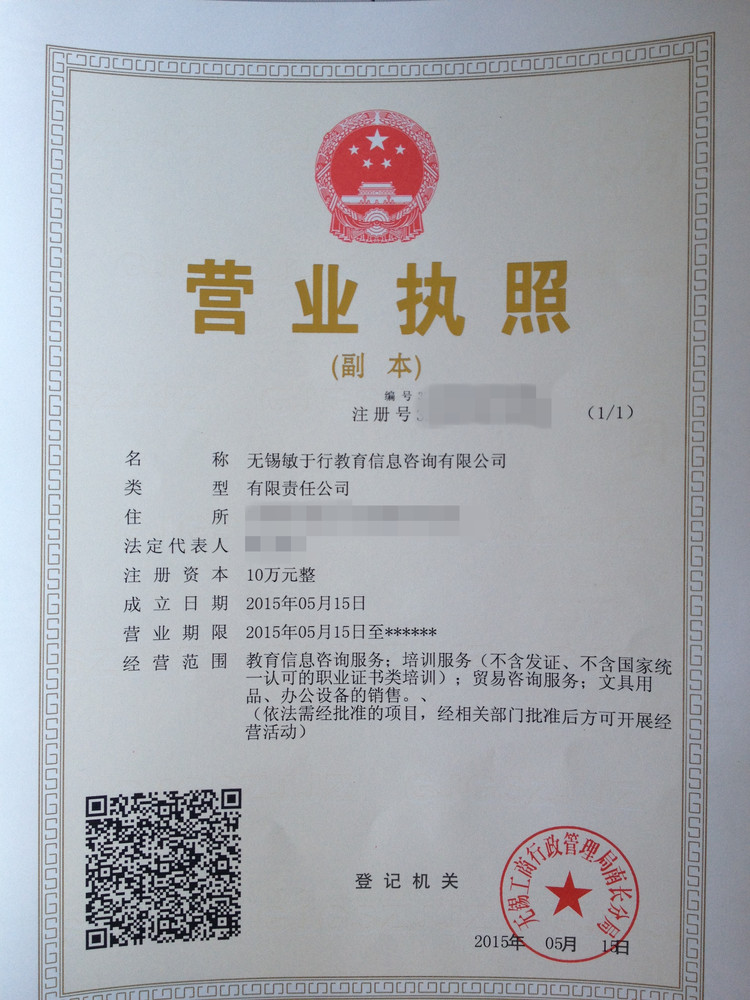 营业执照
(副 本)
编号
注册号 （1/1）
名称 无锡敏于行教育信息咨询有限公司
类型 有限责任公司
住所
法定代表人
注册资本 10万元整
成立日期 2015年05月15日
营业期限 2015年05月15日至******
经营范围 教育信息咨询服务；培训服务（不含发证、不含国家统
一认可的职业证书类培训）；贸易咨询服务；文具用
品、办公设备的销售。、
（依法需经批准的项目，经相关部门批准后方可开展经
营活动）
无锡工商行政管理局南长分局
登记机关
2015年 05月 15日